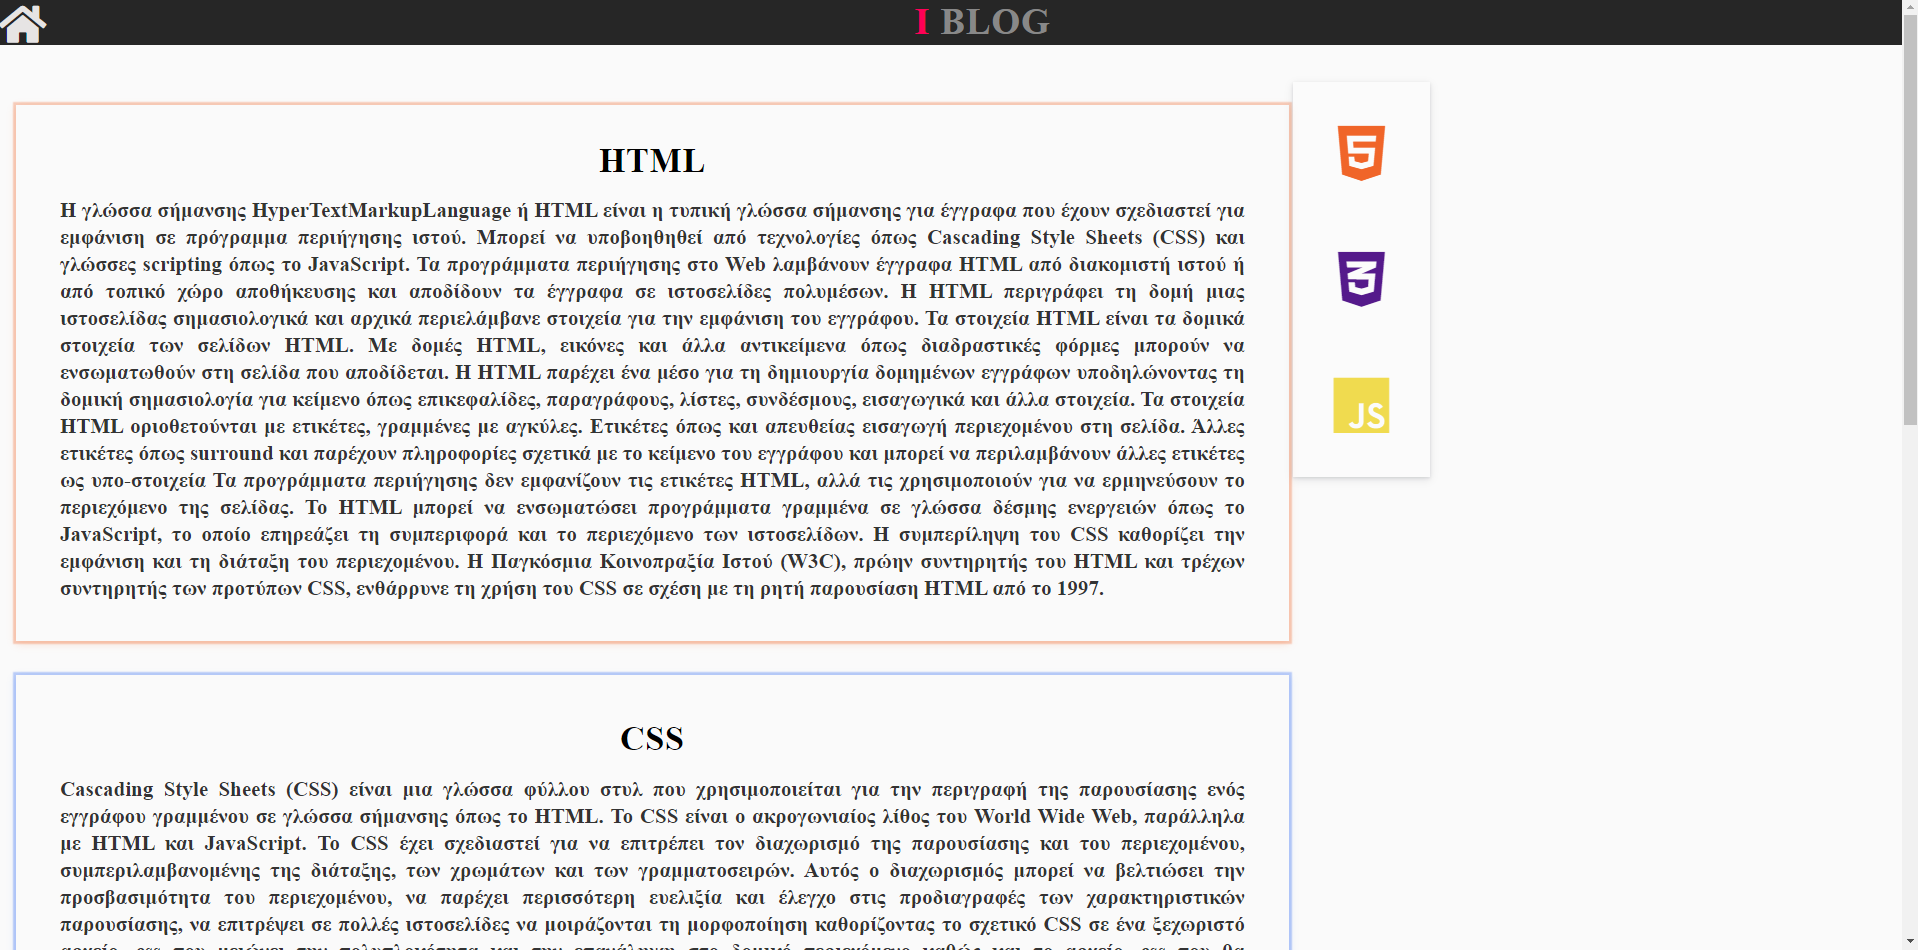 I BLOG
HTML
Η γλώσσα σήμανσης HyperTextMarkupLanguage ή HTML είναι η τυπική γλώσσα σήμανσης για έγγραφα που έχουν σχεδιαστεί για
εμφάνιση σε πρόγραμμα περιήγησης ιστού. Μπορεί να υποβοηθηθεί από τεχνολογίες όπως Cascading Style Sheets (CSS) και
γλώσσες scripting όπως το JavaScript. Τα προγράμματα περιήγησης στο Web λαμβάνουν έγγραφα HTML από διακομιστή ιστού ή
από τοπικό χώρο αποθήκευσης και αποδίδουν τα έγγραφα σε ιστοσελίδες πολυμέσων. Η HTML περιγράφει τη δομή μιας
ιστοσελίδας σημασιολογικά και αρχικά περιελάμβανε στοιχεία για την εμφάνιση του εγγράφου. Τα στοιχεία HTML είναι τα δομικά
στοιχεία των σελίδων HTML. Με δομές HTML, εικόνες και άλλα αντικείμενα όπως διαδραστικές φόρμες μπορούν να
ενσωματωθούν στη σελίδα που αποδίδεται. Η HTML παρέχει ένα μέσο για τη δημιουργία δομημένων εγγράφων υποδηλώνοντας τη
δομική σημασιολογία για κείμενο όπως επικεφαλίδες, παραγράφους, λίστες, συνδέσμους, εισαγωγικά και άλλα στοιχεία. Τα στοιχεία
HTML οριοθετούνται με ετικέτες, γραμμένες με αγκύλες. Ετικέτες όπως και απευθείας εισαγωγή περιεχομένου στη σελίδα. Άλλες
ετικέτες όπως surround και παρέχουν πληροφορίες σχετικά με το κείμενο του εγγράφου και μπορεί να περιλαμβάνουν άλλες ετικέτες
ως υπο-στοιχεία Τα προγράμματα περιήγησης δεν εμφανίζουν τις ετικέτες HTML, αλλά τις χρησιμοποιούν για να ερμηνεύσουν το
περιεχόμενο της σελίδας. Το HTML μπορεί να ενσωματώσει προγράμματα γραμμένα σε γλώσσα δέσμης ενεργειών όπως το
JavaScript, το οποίο επηρεάζει τη συμπεριφορά και το περιεχόμενο των ιστοσελίδων. Η συμπερίληψη του CSS καθορίζει την
εμφάνιση και τη διάταξη του περιεχομένου. Η Παγκόσμια Κοινοπραξία Ιστού (W3C), πρώην συντηρητής του HTML και τρέχων
συντηρητής των προτύπων CSS, ενθάρρυνε τη χρήση του CSS σε σχέση με τη ρητή παρουσίαση HTML από το 1997.
5
3
JS
CSS
Cascading Style Sheets (CSS) είναι μια γλώσσα φύλλου στυλ που χρησιμοποιείται για την περιγραφή της παρουσίασης ενός
εγγράφου γραμμένου σε γλώσσα σήμανσης όπως το HTML. Το CSS είναι ο ακρογωνιαίος λίθος του World Wide Web, παράλληλα
με HTML και JavaScript. Το CSS έχει σχεδιαστεί για να επιτρέπει τον διαχωρισμό της παρουσίασης και του περιεχομένου,
συμπεριλαμβανομένης της διάταξης, των χρωμάτων και των γραμματοσειρών. Αυτός ο διαχωρισμός μπορεί να βελτιώσει την
προσβασιμότητα του περιεχομένου, να παρέχει περισσότερη ευελιξία και έλεγχο στις προδιαγραφές των χαρακτηριστικών
παρουσίασης, να επιτρέψει σε πολλές ιστοσελίδες να μοιράζονται τη μορφοποίηση καθορίζοντας το σχετικό CSS σε ένα ξεχωριστό